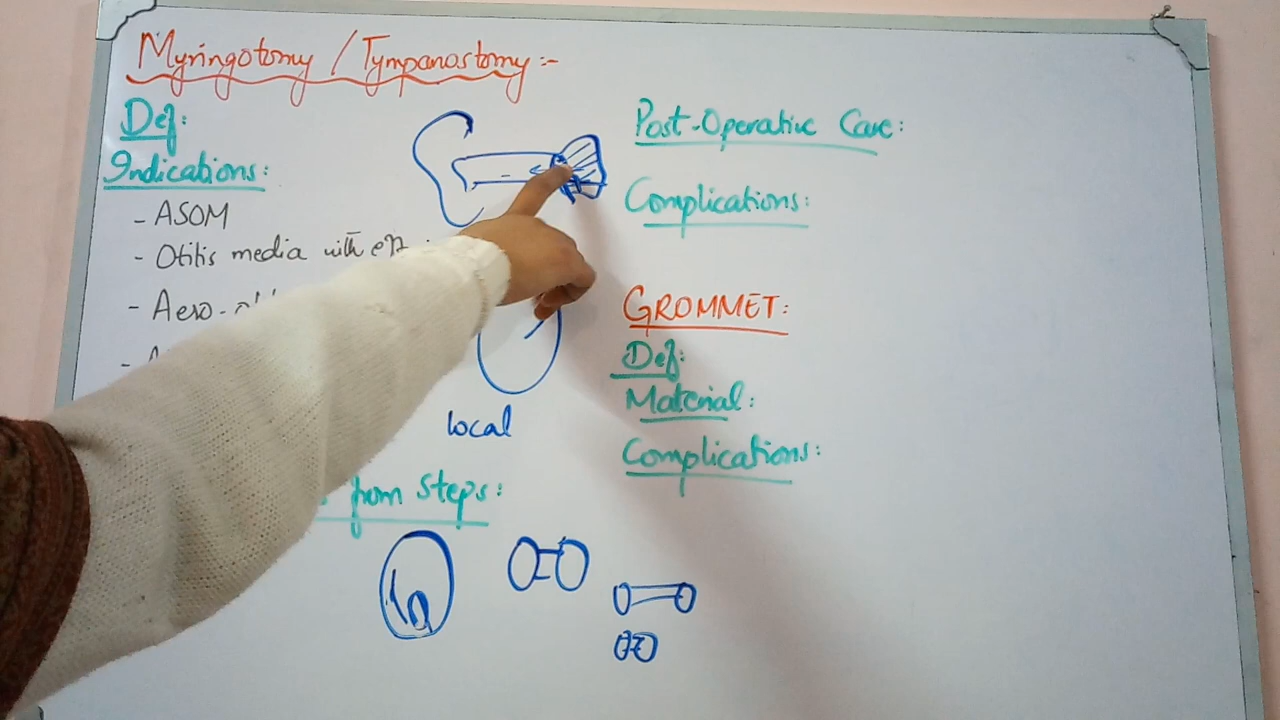 Myringotomy / Tympanostomy :-
Def:
Indications:
- ASOM
- Otitis media with eff
- Aero-
local
from Steps:
Post-Operative Care:
Complications:
GROMMET:
Def:
Material:
Complications: